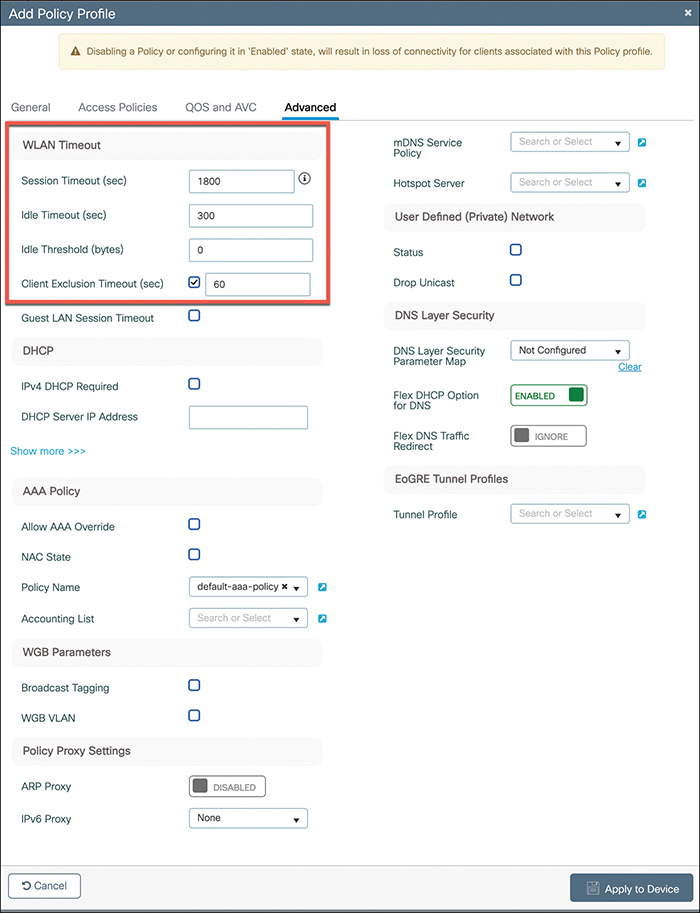 Add Policy Profile
Disabling a Policy or configuring it in 'Enabled' state, will result in loss of connectivity for clients associated with this Policy profile.
General
Access Policies
QOS and AVC
Advanced
WLAN Timeout
Session Timeout (sec)
1800
Idle Timeout (sec)
300
Idle Threshold (bytes)
0
Client Exclusion Timeout (sec)
60
Guest LAN Session Timeout
DHCP
IPv4 DHCP Required
DHCP Server IP Address
Show more >>>
AAA Policy
Allow AAA Override
NAC State
Policy Name
default-aaa-policy
Accounting List
Search or Select
WGB Parameters
Broadcast Tagging
WGB VLAN
Policy Proxy Settings
ARP Proxy
DISABLED
IPv6 Proxy
None
mDNS Service
Policy
Search or Select
Hotspot Server
Search or Select
User Defined (Private) Network
Status
Drop Unicast
DNS Layer Security
DNS Layer Security
Parameter Map
Not Configured
Clear
Flex DHCP Option
for DNS
ENABLED
Flex DNS Traffic
Redirect
IGNORE
EoGRE Tunnel Profiles
Tunnel Profile
Search or Select
Cancel
Apply to Device